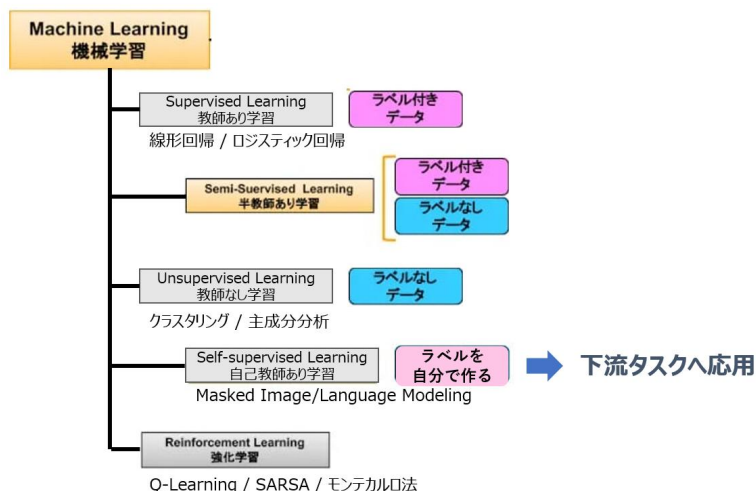 Machine Learning
機械学習
Supervised Learning
教師あり学習
ラベル付き
データ
線形回帰 / ロジスティック回帰
Semi-Suervised Learning
半教師あり学習
ラベル付き
データ
ラベルなし
データ
Unsupervised Learning
教師なし学習
ラベルなし
データ
クラスタリング / 主成分分析
Self-supervised Learning
自己教師あり学習
ラベルを
自分で作る
下流タスクへ応用
Masked Image/Language Modeling
Reinforcement Learning
強化学習
Q-Learning / SARSA / モンテカルロ法